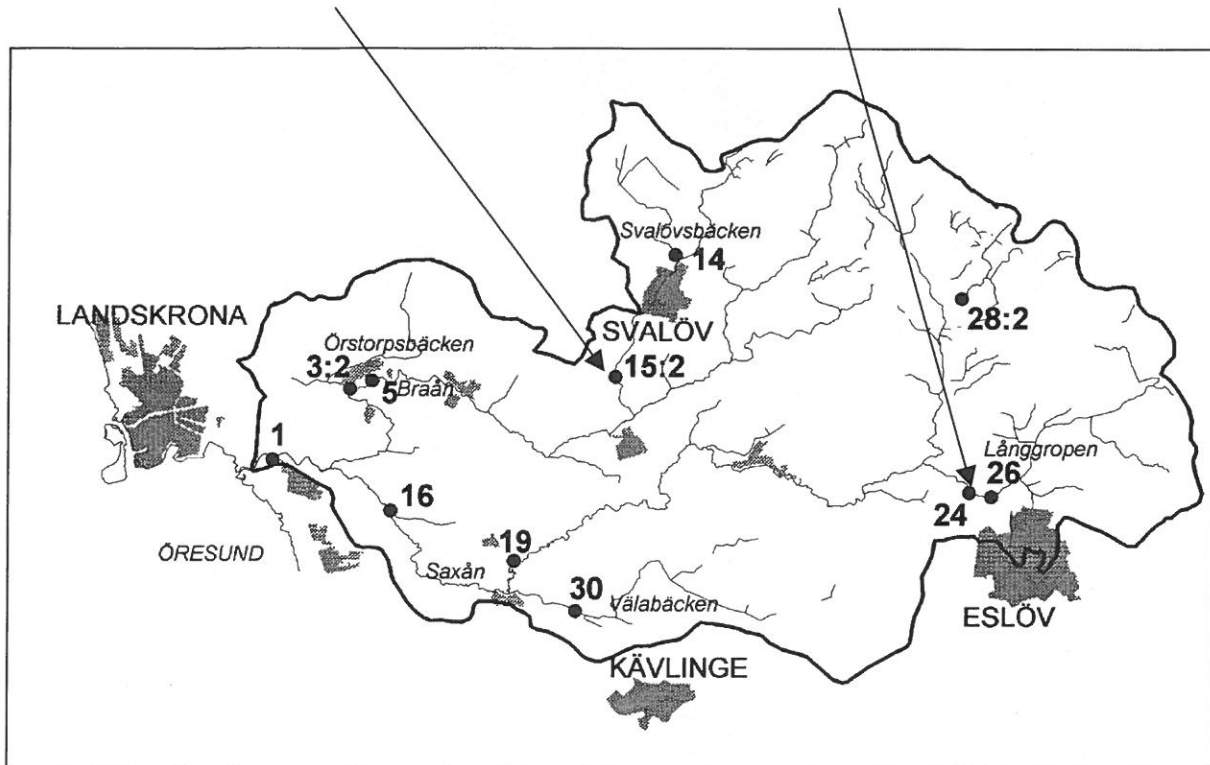 Svalövsbäcken
14
28:2
LANDSKRONA
SVALÖV
Örstorpsbäcken
3:2
5
Braån
15:2
1
Långgropen
26
16
24
19
ÖRESUND
Saxån
30
Välabäcken
ESLÖV
KÄVLINGE